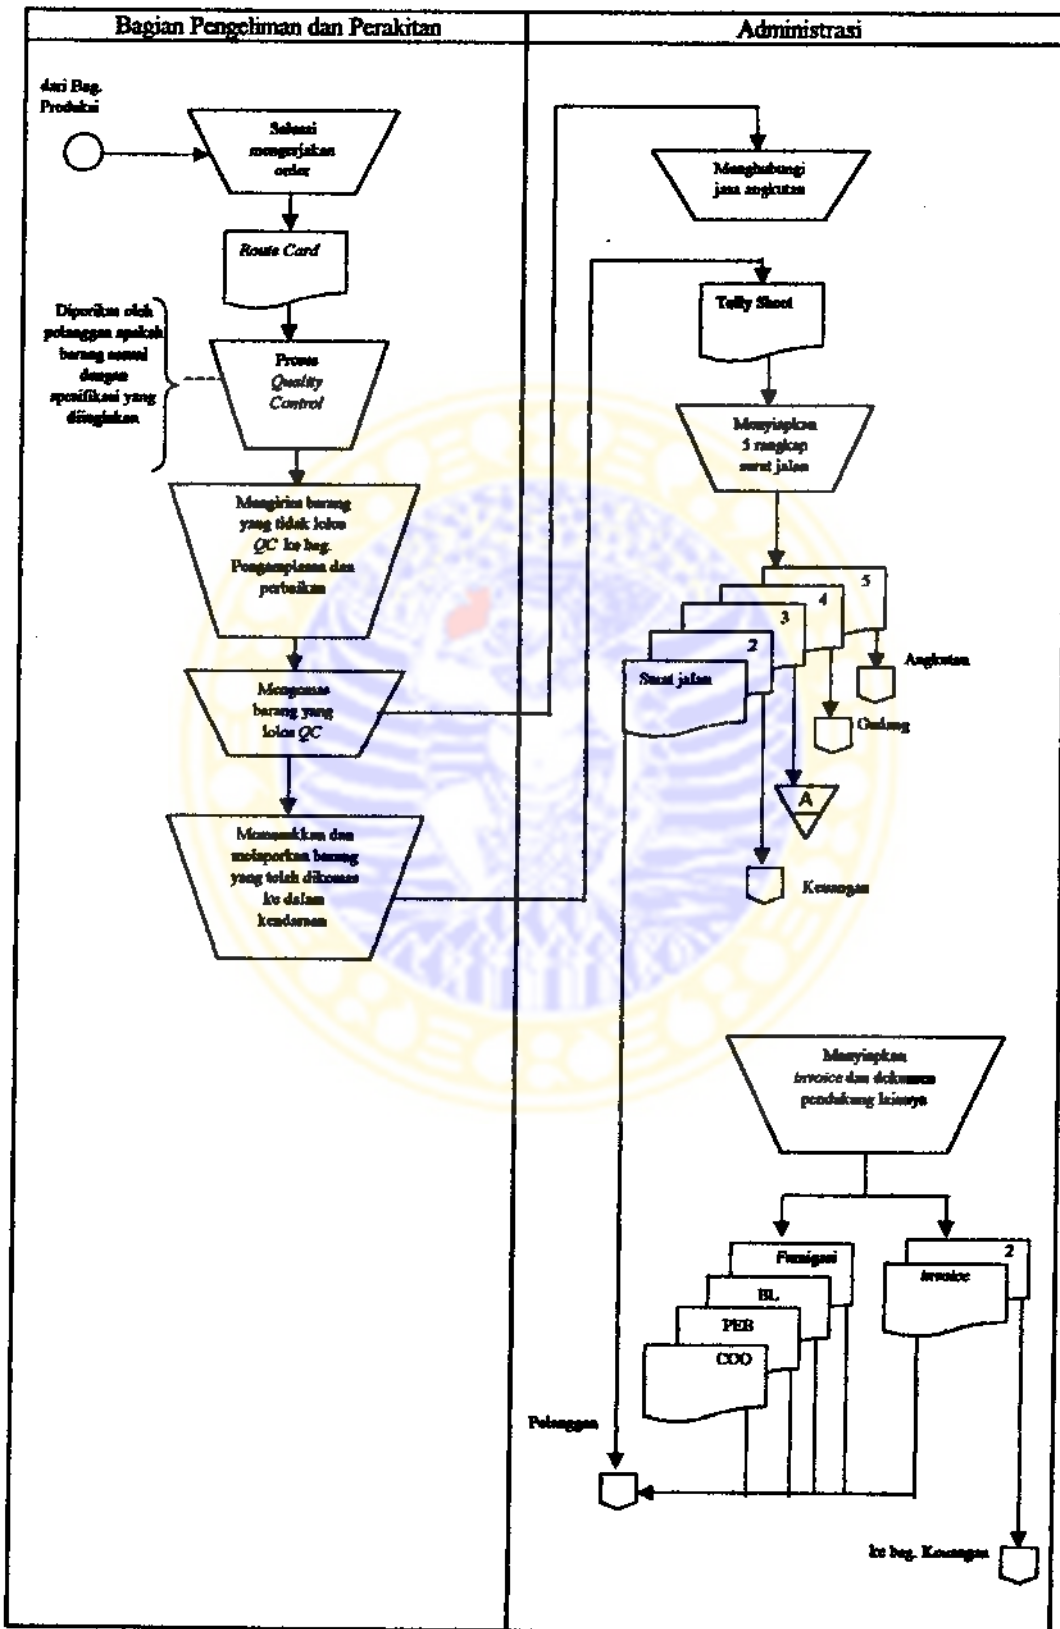 Bagian Pengeliman dan Perakitan
Administrasi
dari Bag.
Produksi
Selesai
mengerjakan
order
Route Card
Diperiksa oleh
pelanggan apakah
barang sesuai
dengan
spesifikasi yang
diinginkan
Proses
Quality
Control
Mengirim barang
yang tidak lolos
QC ke bag.
Pengamplasan dan
perbaikan
Mengemas
barang yang
lolos QC
Memasukkan dan
melaporkan barang
yang telah dikemas
ke dalam
kendaraan
Menghubungi
jasa angkutan
Tally Sheet
Menyiapkan
5 rangkap
surat jalan
5
4
3
2
Surat jalan
Angkutan
Gudang
A
Keuangan
Menyiapkan
invoice dan dokumen
pendukung lainnya
Fumigasi
BL
PEB
COO
2
invoice
Pelanggan
ke bag. Keuangan